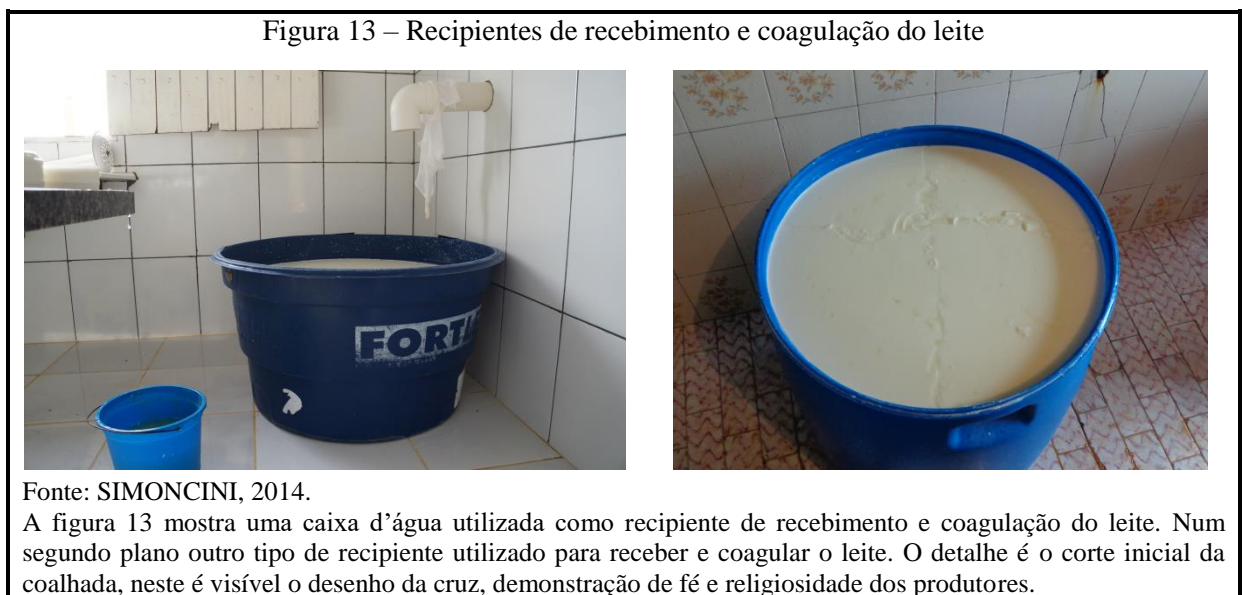 Figura 13 – Recipientes de recebimento e coagulação do leite
FORTL
Fonte: SIMONCINI, 2014.
A figura 13 mostra uma caixa d’água utilizada como recipiente de recebimento e coagulação do leite. Num
segundo plano outro tipo de recipiente utilizado para receber e coagular o leite. O detalhe é o corte inicial da
coalhada, neste é visível o desenho da cruz, demonstração de fé e religiosidade dos produtores.